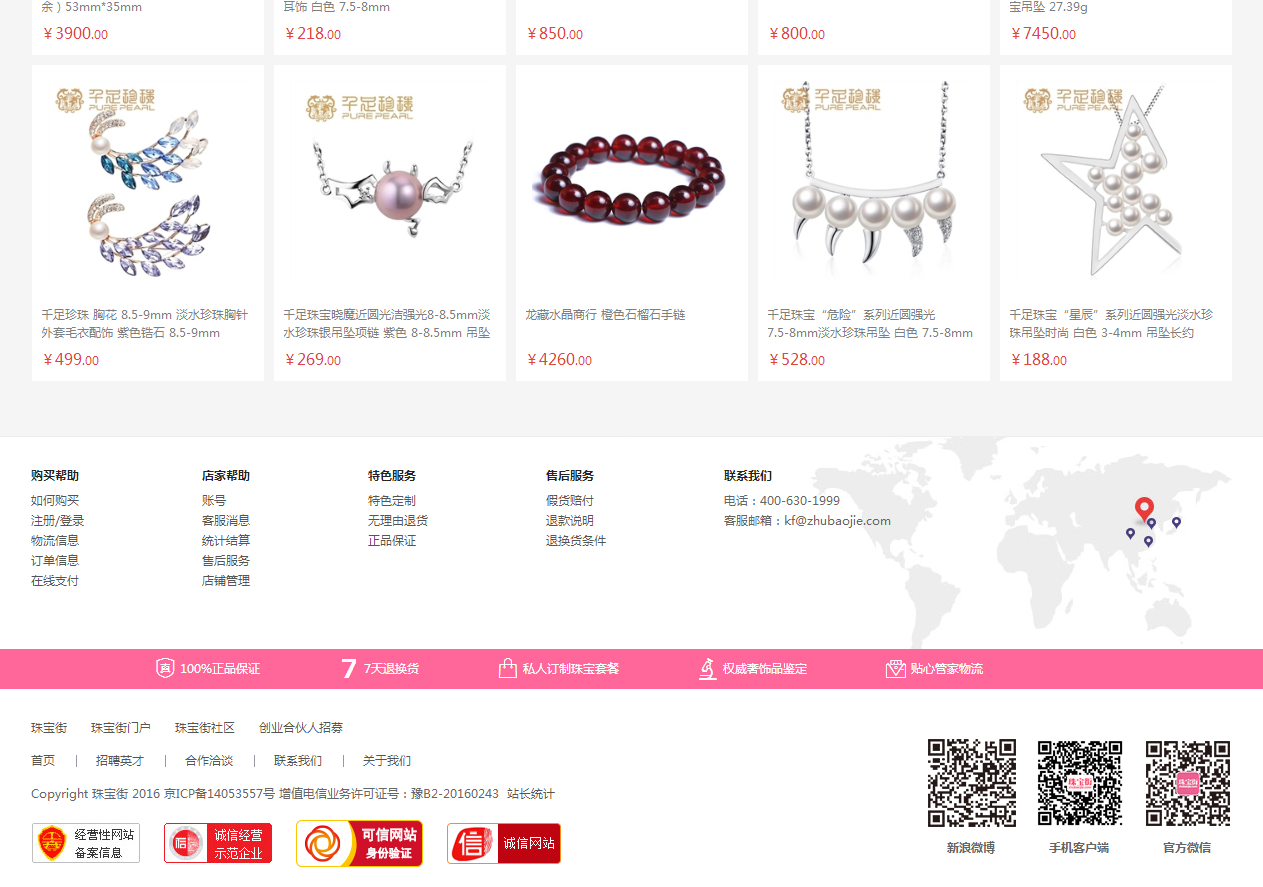 余）53mm*35mm
耳饰 白色 7.5-8mm
宝吊坠 27.39g
￥3900.00
￥218.00
￥850.00
￥800.00
￥7450.00
千足珍珠
PURE PEARL
千足珍珠
PURE PEARL
千足珍珠
PURE PEARL
千足珍珠
PURE PEARL
千足珍珠 胸花 8.5-9mm 淡水珍珠胸针
外套毛衣配饰 紫色锆石 8.5-9mm
￥499.00
千足珠宝晓魔近圆光洁强光8-8.5mm淡
水珍珠银吊坠项链 紫色 8-8.5mm 吊坠
￥269.00
龙藏水晶商行 橙色石榴石手链
￥4260.00
千足珠宝“危险”系列近圆强光
7.5-8mm淡水珍珠吊坠 白色 7.5-8mm
￥528.00
千足珠宝“星辰”系列近圆强光淡水珍
珠吊坠时尚 白色 3-4mm 吊坠长约
￥188.00
购买帮助
如何购买
注册/登录
物流信息
订单信息
在线支付
店家帮助
账号
客服消息
统计结算
售后服务
店铺管理
特色服务
特色定制
无理由退货
正品保证
售后服务
假货赔付
退款说明
退换货条件
联系我们
电话：400-630-1999
客服邮箱：kf@zhubaojie.com
真 100%正品保证
7 7天退换货
私人订制珠宝套餐
权威奢饰品鉴定
贴心管家物流
珠宝街 珠宝街门户 珠宝街社区 创业合伙人招募
首页 | 招聘英才 | 合作洽谈 | 联系我们 | 关于我们
Copyright 珠宝街 2016 京ICP备14053557号 增值电信业务许可证号：豫B2-20160243 站长统计
经营性网站
备案信息
信
诚信经营
示范企业
可信网站
身份验证
信
诚信网站
珠宝街
珠宝街
新浪微博
手机客户端
官方微信